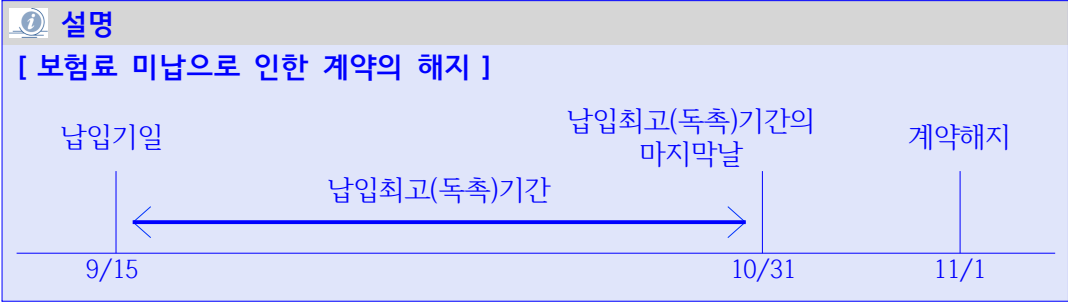 설명
[ 보험료 미납으로 인한 계약의 해지 ]
납입기일
납입최고(독촉)기간의
마지막날
계약해지
납입최고(독촉)기간
9/15
10/31
11/1